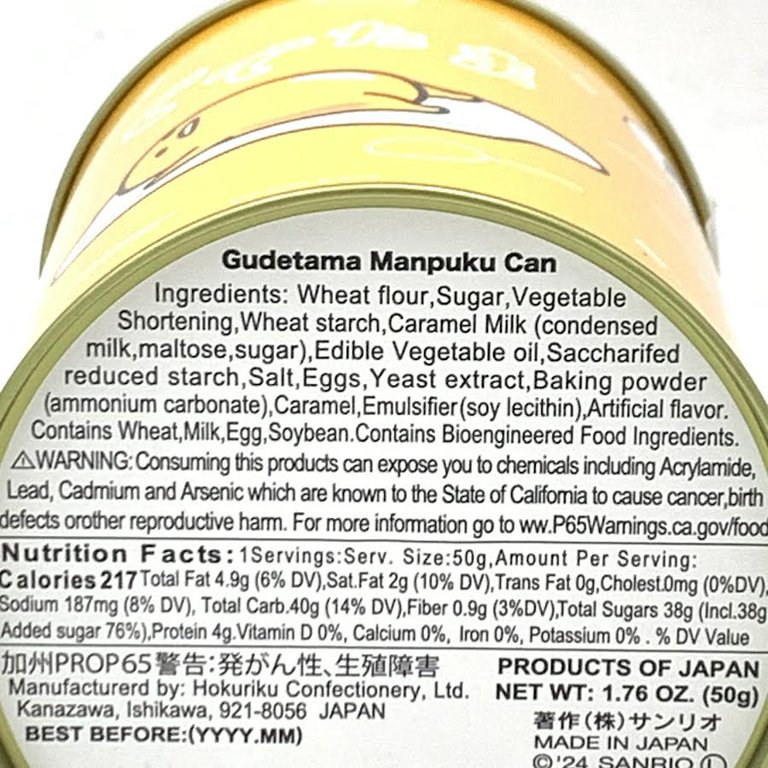 Gudetama Manpuku Can
Ingredients: Wheat flour,Sugar,Vegetable
Shortening,Wheat starch,Caramel Milk (condensed
milk,maltose,sugar),Edible Vegetable oil,Saccharifed
reduced starch,Salt,Eggs,Yeast extract,Baking powder
(ammonium carbonate),Caramel,Emulsifier(soy lecithin),Artificial flavor.
Contains Wheat,Milk,Egg,Soybean.Contains Bioengineered Food Ingredients.
⚠WARNING: Consuming this products can expose you to chemicals including Acrylamide,
Lead, Cadmium and Arsenic which are known to the State of California to cause cancer,birth
defects orother reproductive harm. For more information go to ww.P65Warnings.ca.gov/food
Nutrition Facts: 1Servings:Serv. Size:50g,Amount Per Serving:
Calories 217 Total Fat 4.9g (6% DV),Sat.Fat 2g (10% DV),Trans Fat 0g,Cholest.0mg (0%DV),
Sodium 187mg (8% DV), Total Carb.40g (14% DV),Fiber 0.9g (3%DV),Total Sugars 38g (Incl.38g
Added sugar 76%),Protein 4g.Vitamin D 0%, Calcium 0%, Iron 0%, Potassium 0% . % DV Value
加州PROP65警告:発がん性、生殖障害
Manufacturerd by: Hokuriku Confectionery, Ltd.
Kanazawa, Ishikawa, 921-8056 JAPAN
BEST BEFORE:(YYYY.MM)
PRODUCTS OF JAPAN
NET WT: 1.76 OZ. (50g)
著作(株)サンリオ
MADE IN JAPAN
©'24 SANRIO Ⓛ